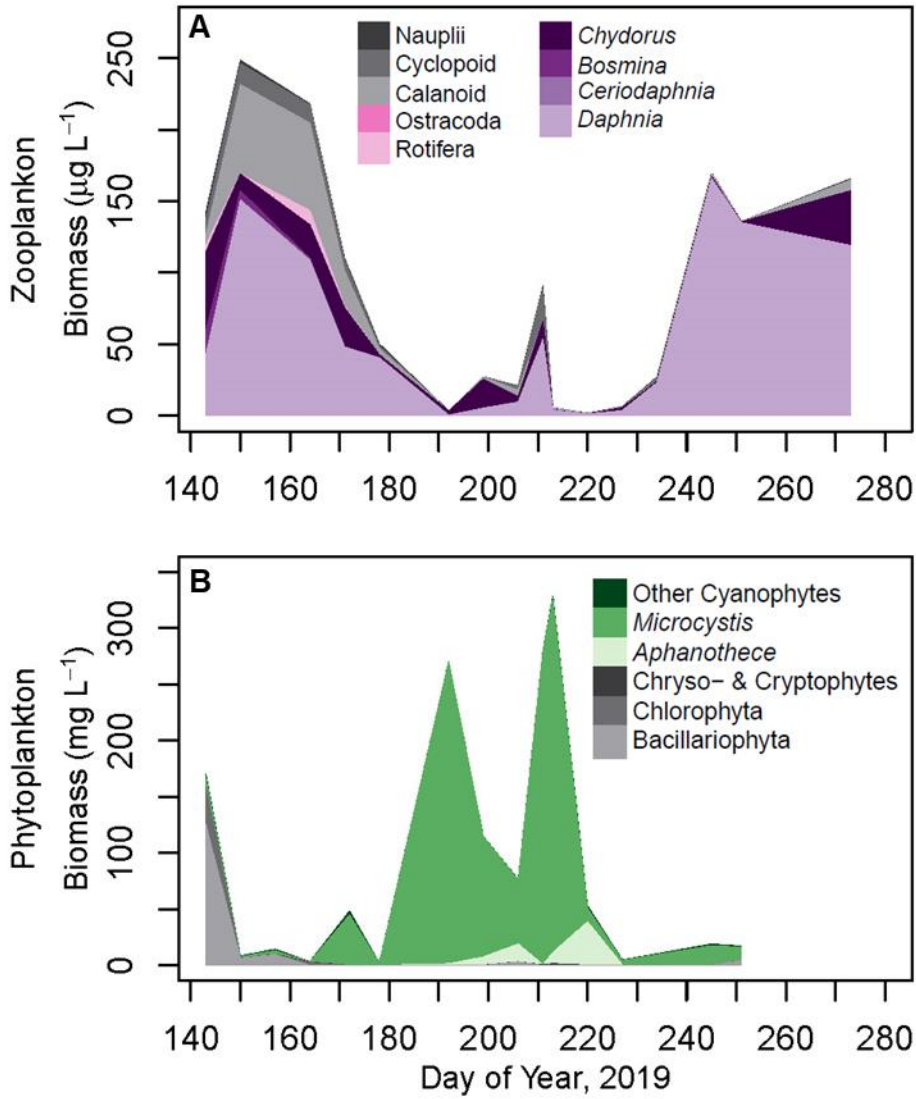 A
Nauplii
Cyclopoid
Calanoid
Ostracoda
Rotifera
Chydorus
Bosmina
Ceriodaphnia
Daphnia
Zooplankon
Biomass (µg L−1)
250
150
50
0
140 160 180 200 220 240 260 280
B
Other Cyanophytes
Microcystis
Aphanothece
Chryso− & Cryptophytes
Chlorophyta
Bacillariophyta
Phytoplankton
Biomass (mg L−1)
300
200
100
0
140 160 180 200 220 240 260 280
Day of Year, 2019